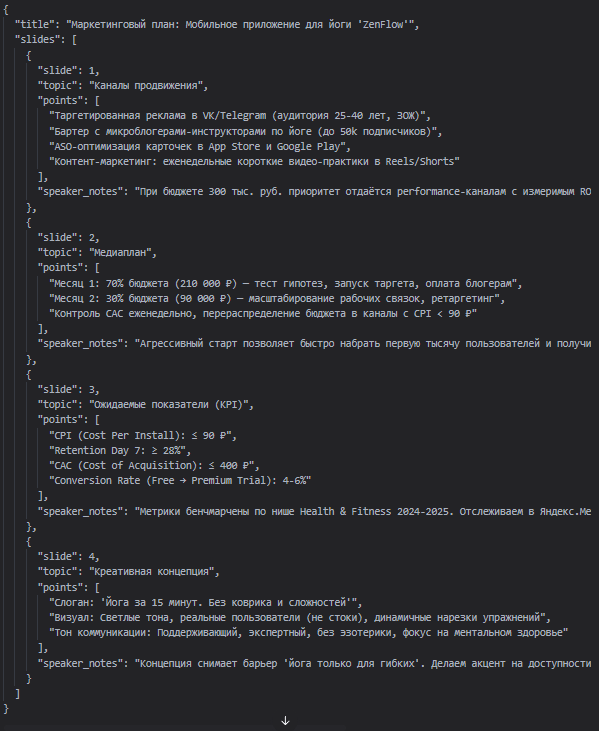 {
"title": "Маркетинговый план: Мобильное приложение для йоги 'ZenFlow'",
"slides": [
{
"slide": 1,
"topic": "Каналы продвижения",
"points": [
"Таргетированная реклама в VK/Telegram (аудитория 25-40 лет, ЗОЖ)",
"Бартер с микроблогерами-инструкторами по йоге (до 50k подписчиков)",
"ASO-оптимизация карточек в App Store и Google Play",
"Контент-маркетинг: еженедельные короткие видео-практики в Reels/Shorts"
],
"speaker_notes": "При бюджете 300 тыс. руб. приоритет отдаётся performance-каналам с измеримым RO
},
{
"slide": 2,
"topic": "Медиаплан",
"points": [
"Месяц 1: 70% бюджета (210 000 ₽) — тест гипотез, запуск таргета, оплата блогерам",
"Месяц 2: 30% бюджета (90 000 ₽) — масштабирование рабочих связок, ретаргетинг",
"Контроль CAC еженедельно, перераспределение бюджета в каналы с CPI < 90 ₽"
],
"speaker_notes": "Агрессивный старт позволяет быстро набрать первую тысячу пользователей и получи
},
{
"slide": 3,
"topic": "Ожидаемые показатели (KPI)",
"points": [
"CPI (Cost Per Install): ≤ 90 ₽",
"Retention Day 7: ≥ 28%",
"CAC (Cost of Acquisition): ≤ 400 ₽",
"Conversion Rate (Free → Premium Trial): 4-6%"
],
"speaker_notes": "Метрики бенчмарчены по нише Health & Fitness 2024-2025. Отслеживаем в Яндекс.Ме
},
{
"slide": 4,
"topic": "Креативная концепция",
"points": [
"Слоган: 'Йога за 15 минут. Без коврика и сложностей'",
"Визуал: Светлые тона, реальные пользователи (не стоки), динамичные нарезки упражнений",
"Тон коммуникации: Поддерживающий, экспертный, без эзотерики, фокус на ментальном здоровье"
],
"speaker_notes": "Концепция снимает барьер 'йога только для гибких'. Делаем акцент на доступности
}
]
}